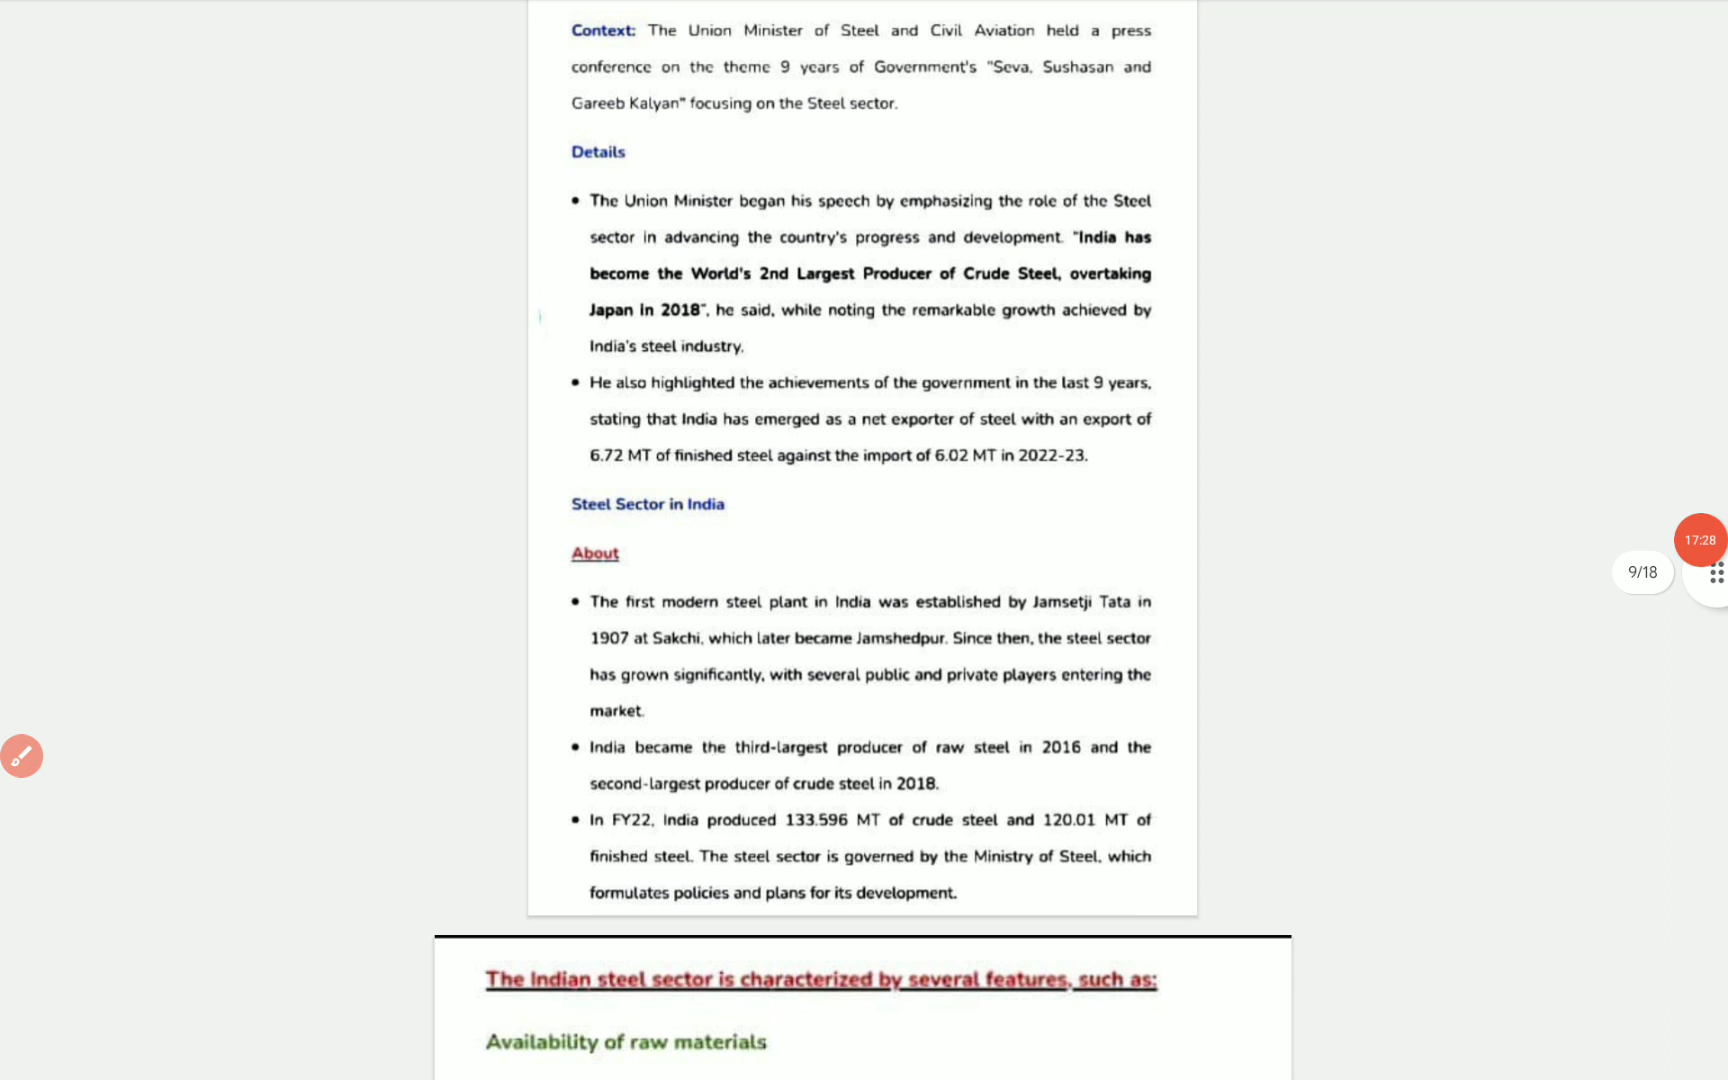 Context: The Union Minister of Steel and Civil Aviation held a press
conference on the theme 9 years of Government's "Seva, Sushasan and
Gareeb Kalyan" focusing on the Steel sector.
Details
• The Union Minister began his speech by emphasizing the role of the Steel
sector in advancing the country's progress and development. "India has
become the World's 2nd Largest Producer of Crude Steel, overtaking
Japan in 2018", he said, while noting the remarkable growth achieved by
India's steel industry.
• He also highlighted the achievements of the government in the last 9 years,
stating that India has emerged as a net exporter of steel with an export of
6.72 MT of finished steel against the import of 6.02 MT in 2022-23.
Steel Sector in India
About
• The first modern steel plant in India was established by Jamsetji Tata in
1907 at Sakchi, which later became Jamshedpur. Since then, the steel sector
has grown significantly, with several public and private players entering the
market.
• India became the third-largest producer of raw steel in 2016 and the
second-largest producer of crude steel in 2018.
• In FY22, India produced 133.596 MT of crude steel and 120.01 MT of
finished steel. The steel sector is governed by the Ministry of Steel, which
formulates policies and plans for its development.
17:28
9/18
The Indian steel sector is characterized by several features, such as:
Availability of raw materials